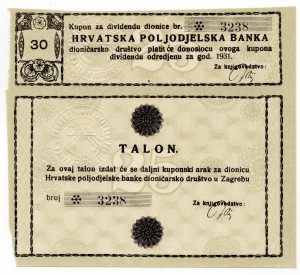 Kupon za dividendu dionice br. ※ 3238
30
HRVATSKA POLJODJELSKA BANKA
dioničarsko društvo platit će donosiocu ovoga kupona
dividendu određenu za god. 1931.
Za knjigovodstvo:
TALON.
Za ovaj talon izdat će se daljni kuponski arak za dionicu
Hrvatske poljodjelske banke dioničarsko društvo u Zagrebu
broj ※ 3238
Za knjigovodstvo:
25